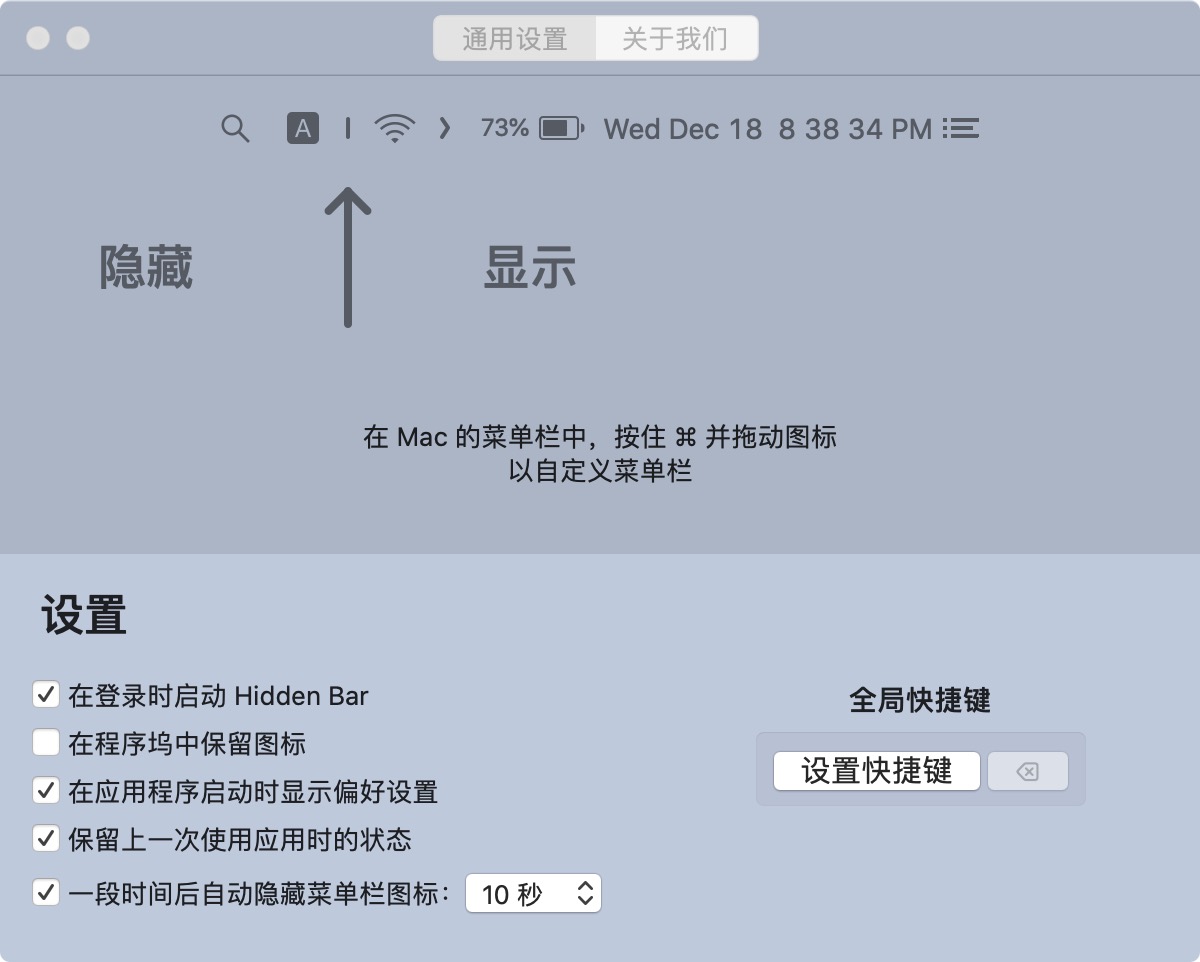 通用设置 关于我们
A 73% Wed Dec 18 8 38 34 PM
隐藏 显示
在 Mac 的菜单栏中，按住 ⌘ 并拖动图标
以自定义菜单栏
设置
在登录时启动 Hidden Bar
在程序坞中保留图标
在应用程序启动时显示偏好设置
保留上一次使用应用时的状态
一段时间后自动隐藏菜单栏图标： 10 秒
全局快捷键
设置快捷键